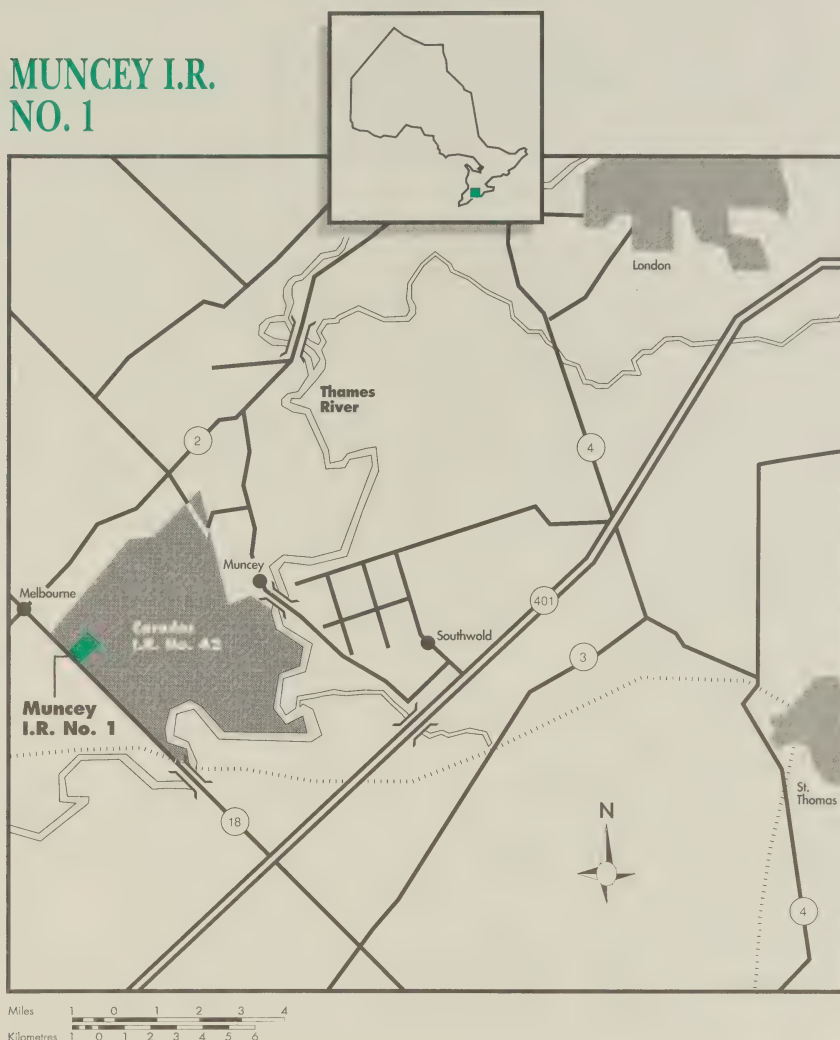 MUNCEY I.R.
NO. 1
London
Thames
River
2
4
Muncey
Melbourne
401
Southwold
I.R. No. 42
3
Muncey
I.R. No. 1
St.
Thomas
18
N
4
Miles 1 0 1 2 3 4
Kilometres 1 0 1 2 3 4 5 6